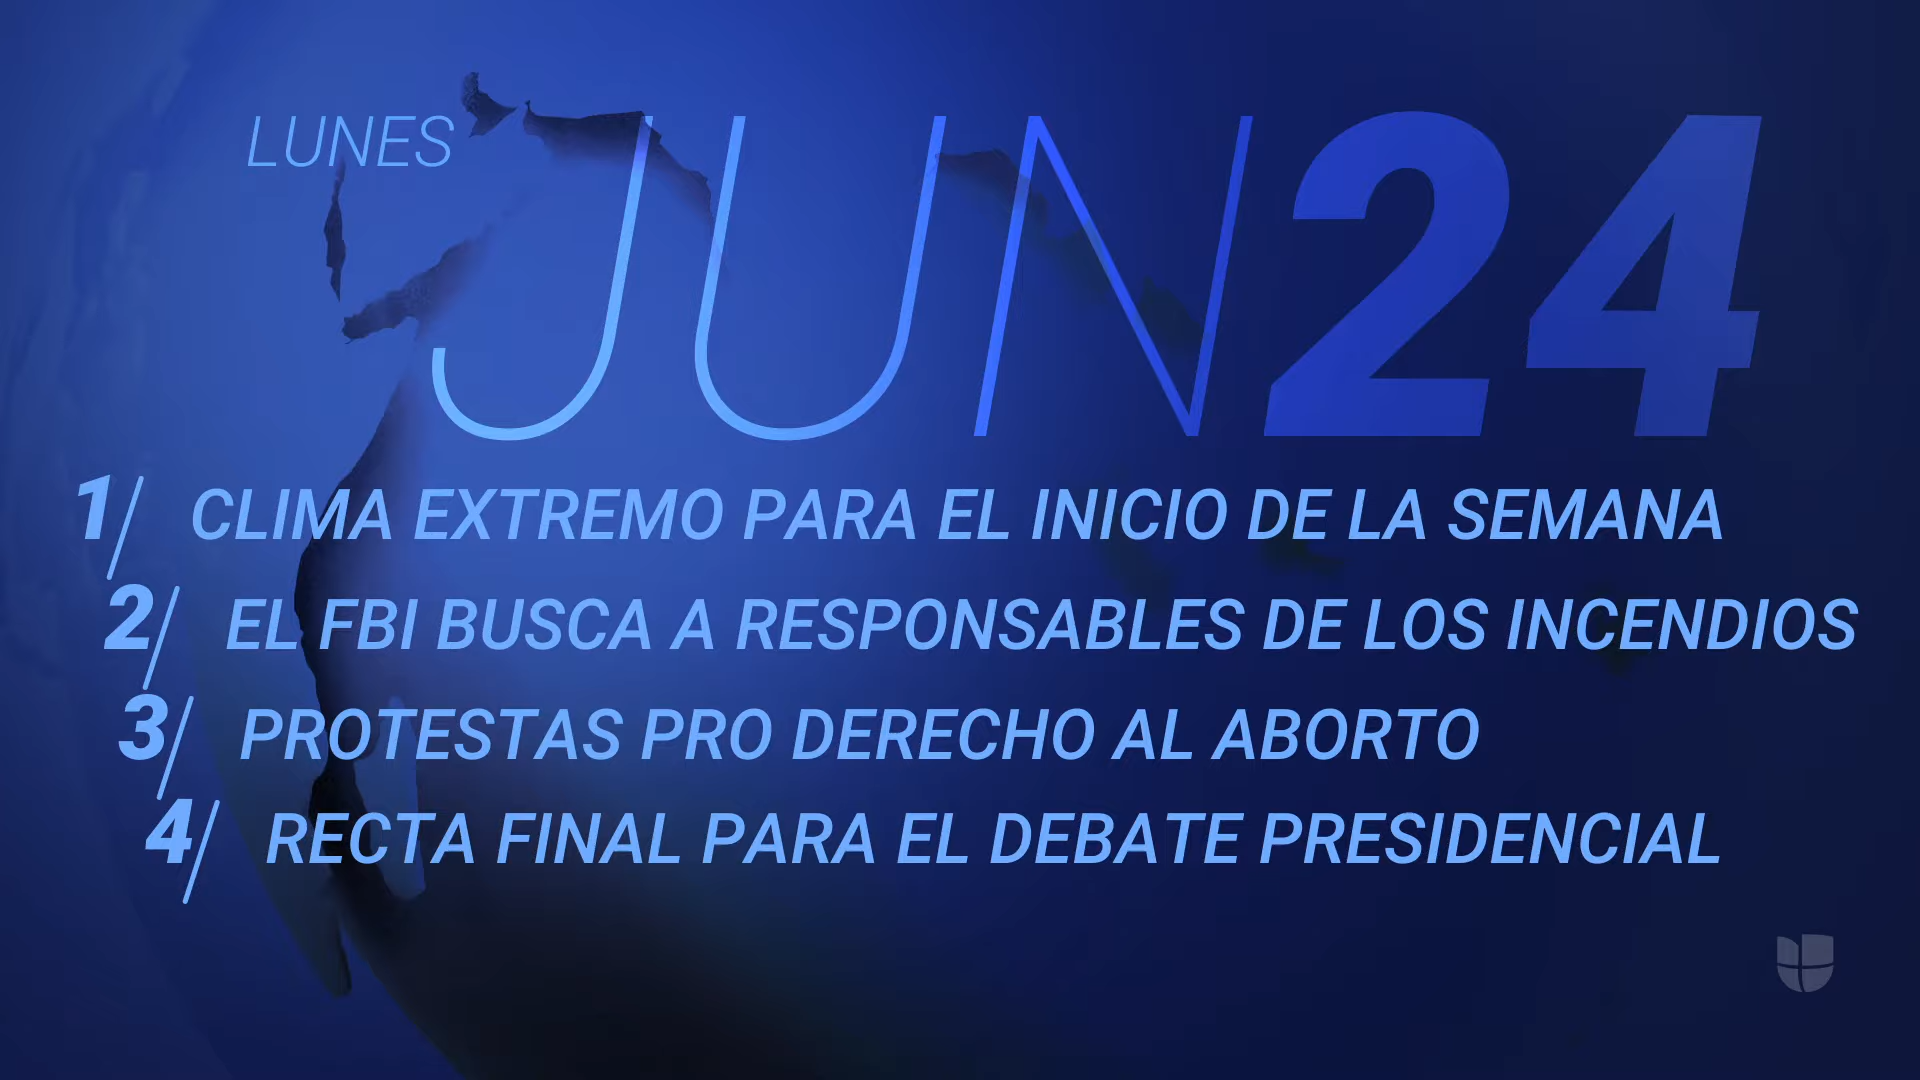 LUNES JUN24
1/ CLIMA EXTREMO PARA EL INICIO DE LA SEMANA
2/ EL FBI BUSCA A RESPONSABLES DE LOS INCENDIOS
3/ PROTESTAS PRO DERECHO AL ABORTO
4/ RECTA FINAL PARA EL DEBATE PRESIDENCIAL